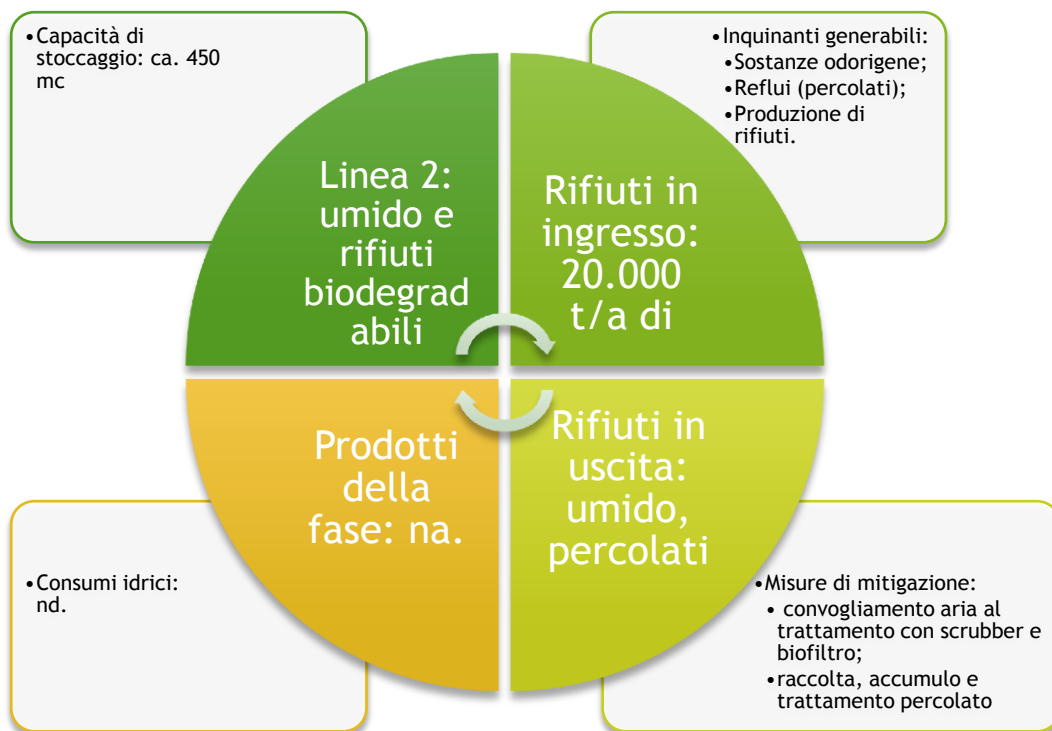 •Capacità di
stoccaggio: ca. 450
mc
•Inquinanti generabili:
•Sostanze odorigene;
•Reflui (percolati);
•Produzione di
rifiuti.
Linea 2:
umido e
rifiuti
biodegrad
abili
Rifiuti in
ingresso:
20.000
t/a di
Prodotti
della
fase: na.
Rifiuti in
uscita:
umido,
percolati
•Consumi idrici:
nd.
•Misure di mitigazione:
• convogliamento aria al
trattamento con scrubber e
biofiltro;
•raccolta, accumulo e
trattamento percolato